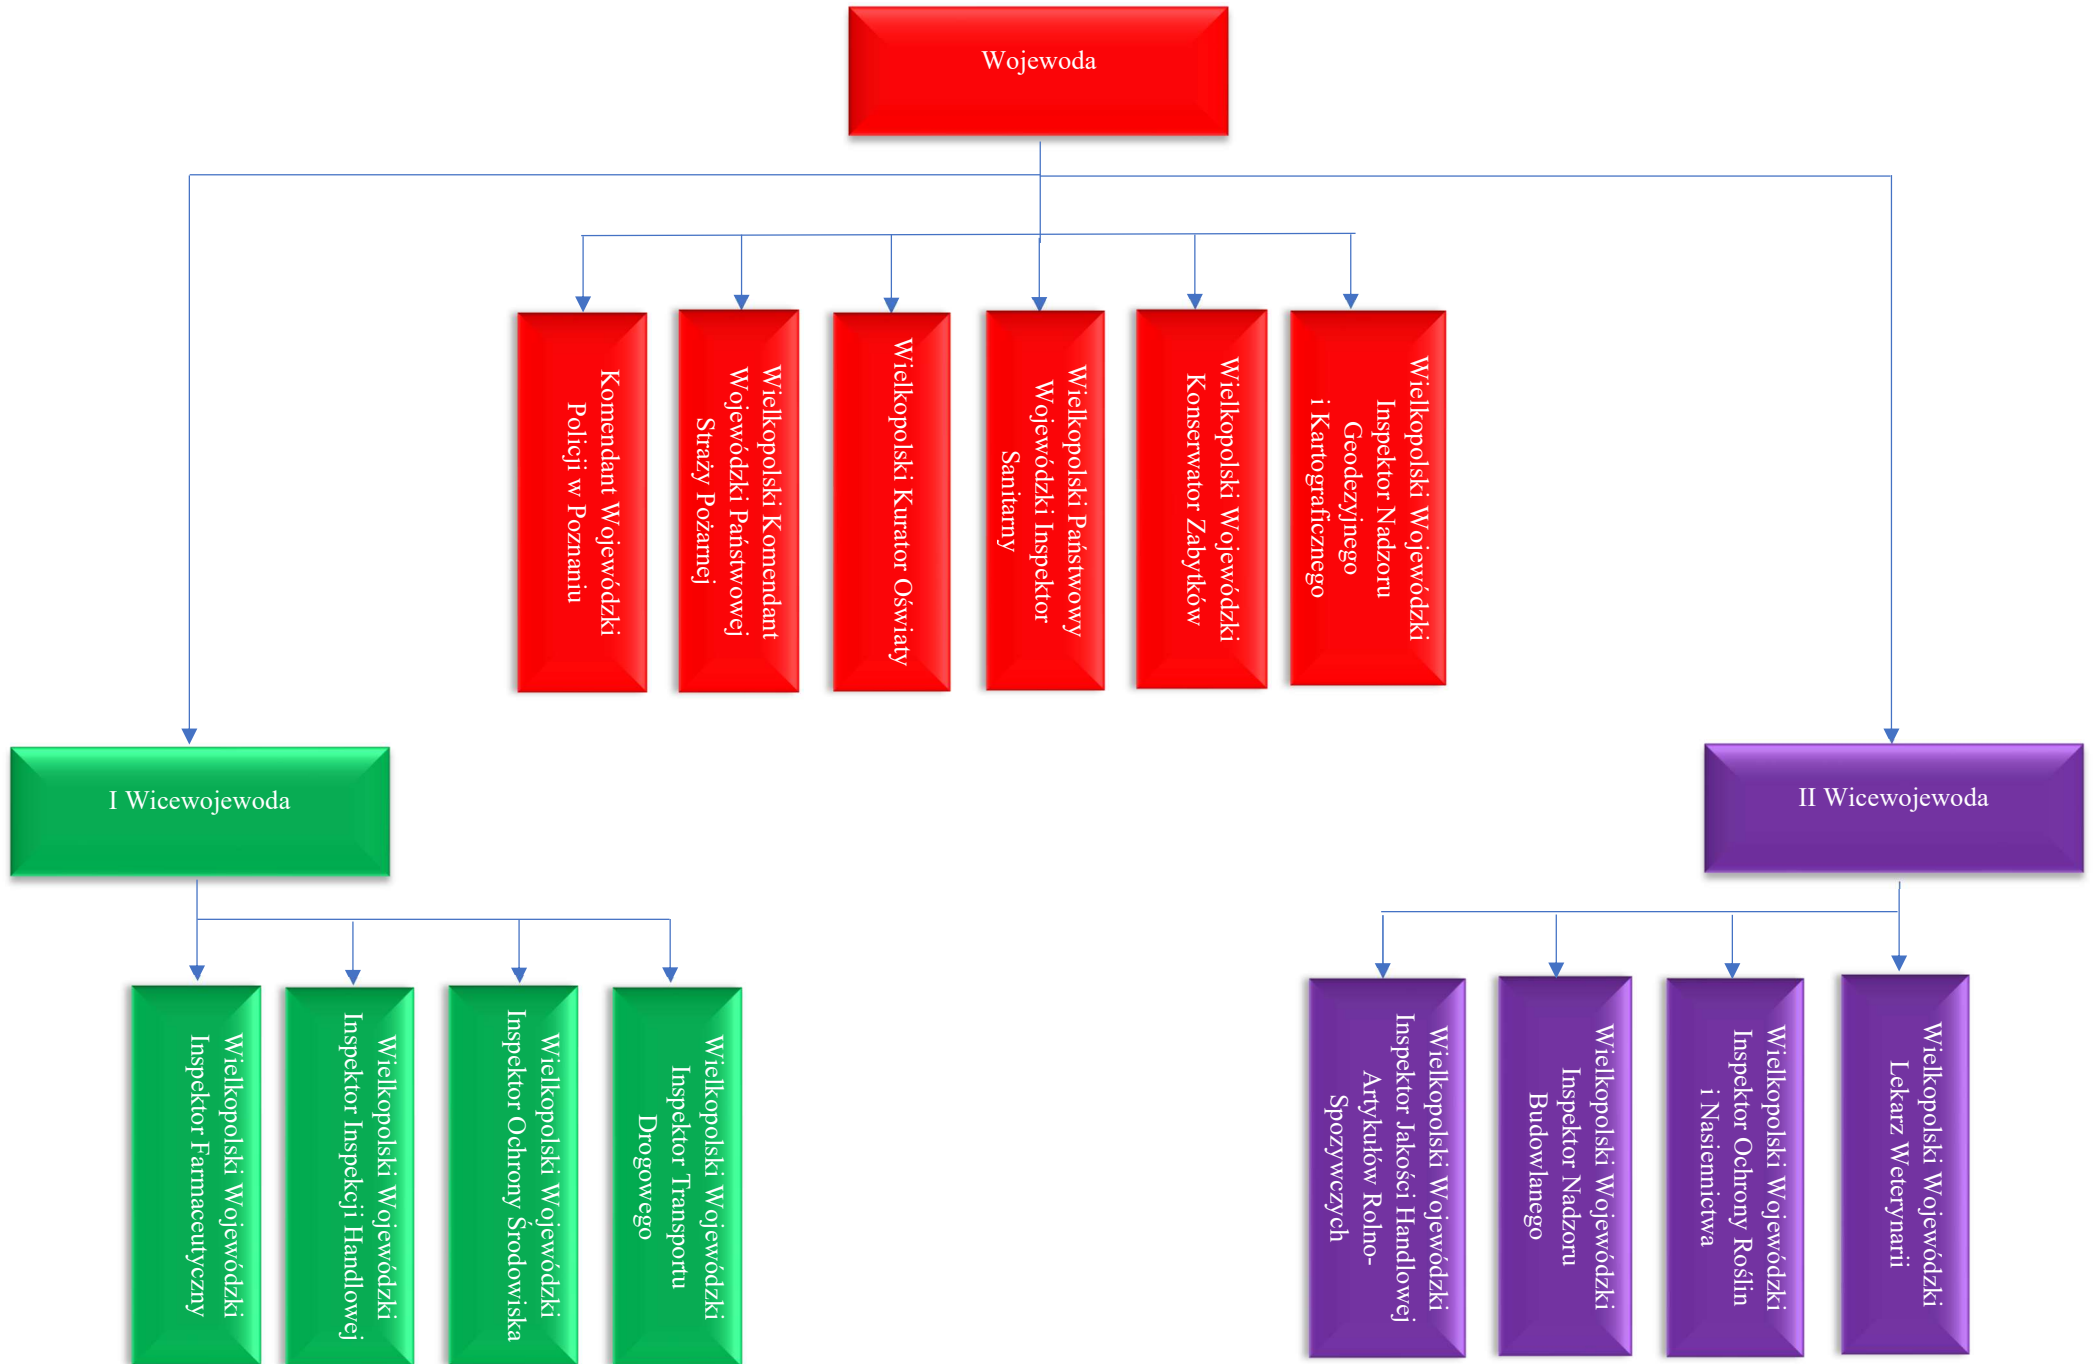 Wojewoda
Komendant Wojewódzki
Policji w Poznaniu
Wielkopolski Komendant
Wojewódzki Państwowej
Straży Pożarnej
Wielkopolski Kurator Oświaty
Wielkopolski Państwowy
Wojewódzki Inspektor
Sanitarny
Wielkopolski Wojewódzki
Konserwator Zabytków
Wielkopolski Wojewódzki
Inspektor Nadzoru
Geodezyjnego
i Kartograficznego
I Wicewojewoda
II Wicewojewoda
Wielkopolski Wojewódzki
Inspektor Farmaceutyczny
Wielkopolski Wojewódzki
Inspektor Inspekcji Handlowej
Wielkopolski Wojewódzki
Inspektor Ochrony Środowiska
Wielkopolski Wojewódzki
Inspektor Transportu
Drogowego
Wielkopolski Wojewódzki
Inspektor Jakości Handlowej
Artykułów Rolno-
Spożywczych
Wielkopolski Wojewódzki
Inspektor Nadzoru
Budowlanego
Wielkopolski Wojewódzki
Inspektor Ochrony Roślin
i Nasiennictwa
Wielkopolski Wojewódzki
Lekarz Weterynarii